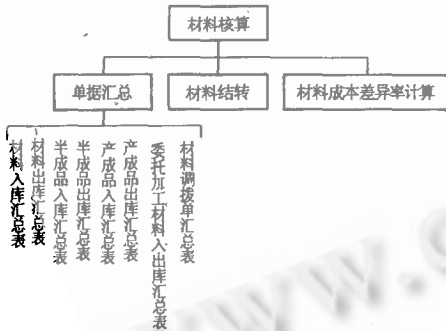 材料核算
单据汇总
材料结转
材料成本差异率计算
材料入库汇总表
材料出库汇总表
半成品入库汇总表
半成品出库汇总表
产成品入库汇总表
产成品出库汇总表
委托加工材料入出库汇总表
材料调拨单汇总表
www.c